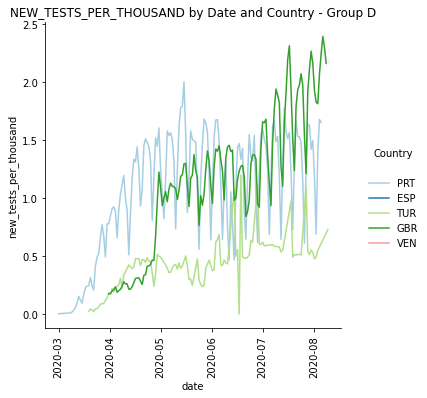 NEW_TESTS_PER_THOUSAND by Date and Country - Group D
2.5
2.0
1.5
1.0
0.5
0.0
new_tests_per_thousand
2020-03
2020-04
2020-05
2020-06
2020-07
2020-08
date
Country
PRT
ESP
TUR
GBR
VEN